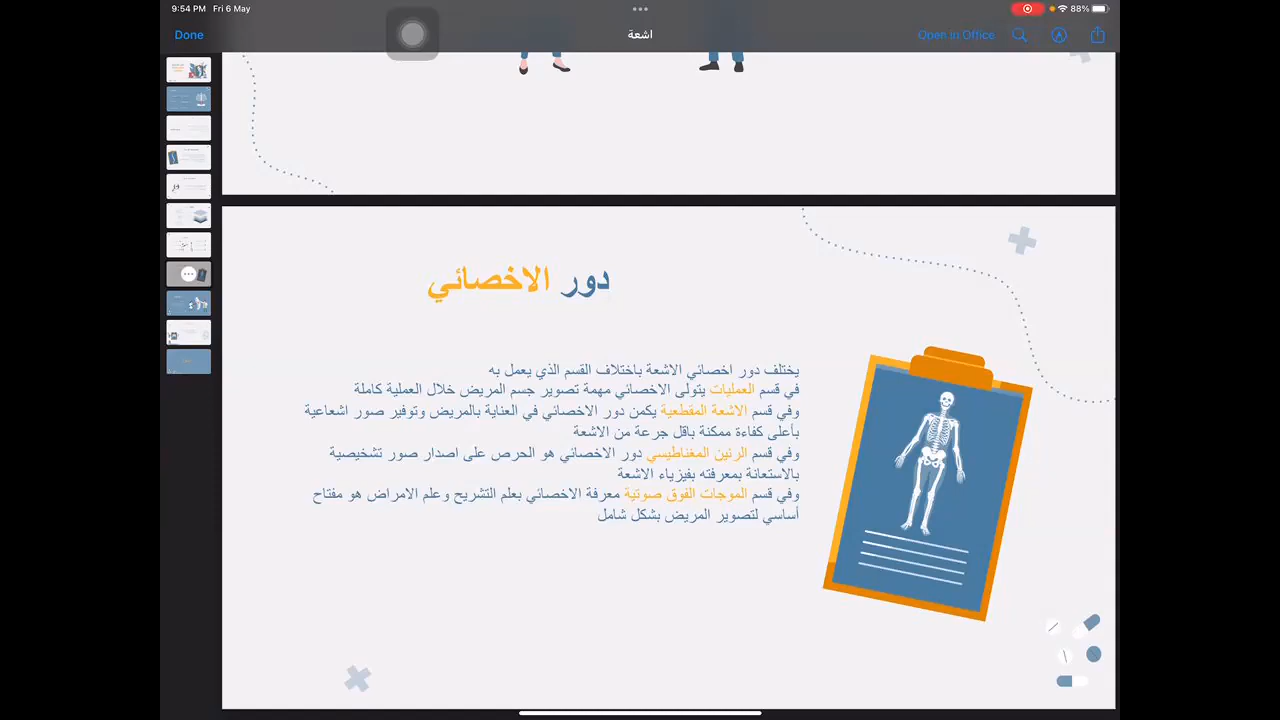 9:54 PM Fri 6 May
88%
Done
اشعة
Open in Office
دور الاخصائي
يختلف دور اخصائي الاشعة باختلاف القسم الذي يعمل به
في قسم العمليات يتولى الاخصائي مهمة تصوير جسم المريض خلال العملية كاملة
وفي قسم الاشعة المقطعية يكمن دور الاخصائي في العناية بالمريض وتوفير صور اشعاعية
بأعلى كفاءة ممكنة باقل جرعة من الاشعة
وفي قسم الرنين المغناطيسي دور الاخصائي هو الحرص على اصدار صور تشخيصية
بالاستعانة بمعرفته بفيزياء الاشعة
وفي قسم الموجات الفوق صوتية معرفة الاخصائي بعلم التشريح وعلم الامراض هو مفتاح
أساسي لتصوير المريض بشكل شامل